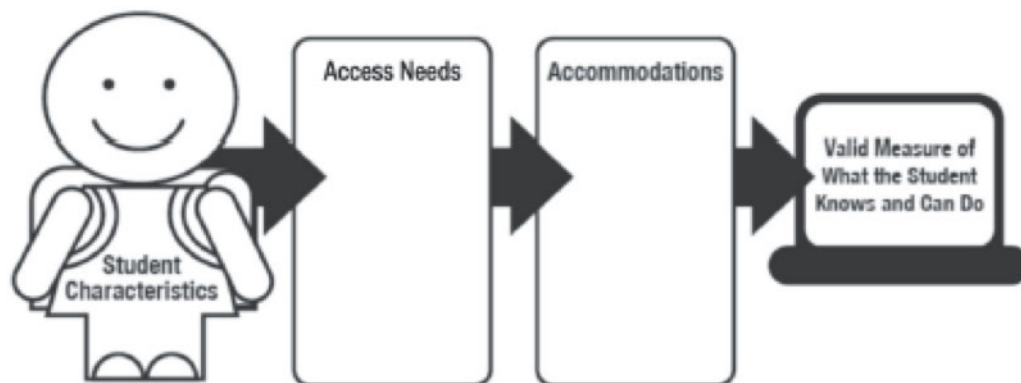 Student
Characteristics
Access Needs
Accommodations
Valid Measure of
What the Student
Knows and Can Do